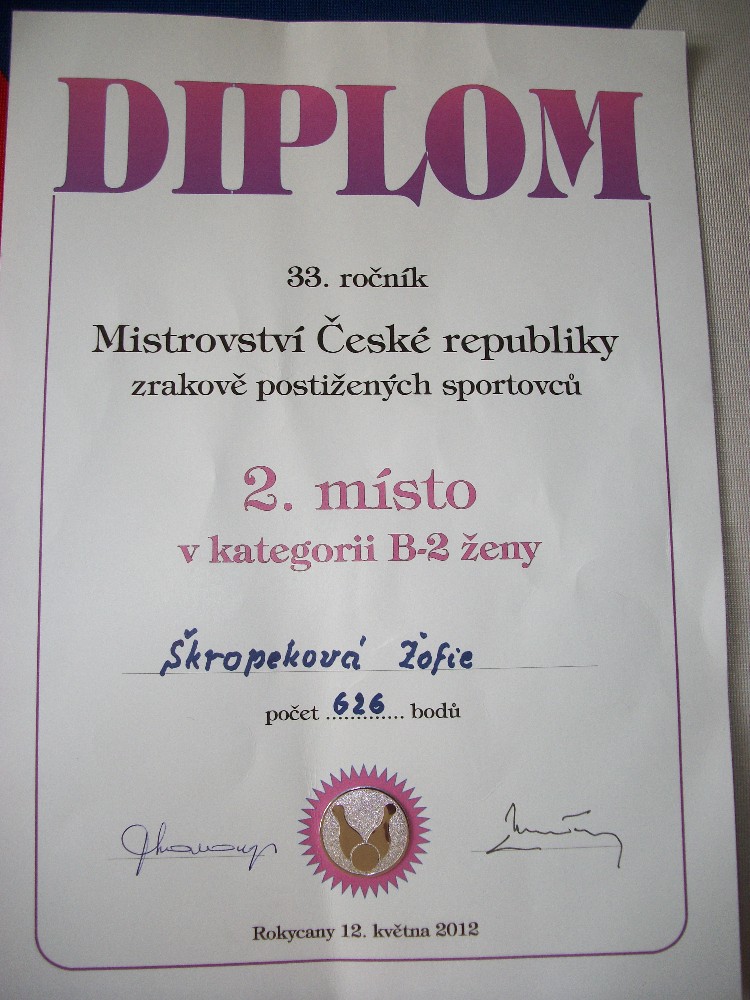 DIPLOM
33. ročník
Mistrovství České republiky
zrakově postižených sportovců
2. místo
v kategorii B-2 ženy
Škropeková Žofie
počet 626 bodů
Rokycany 12. května 2012